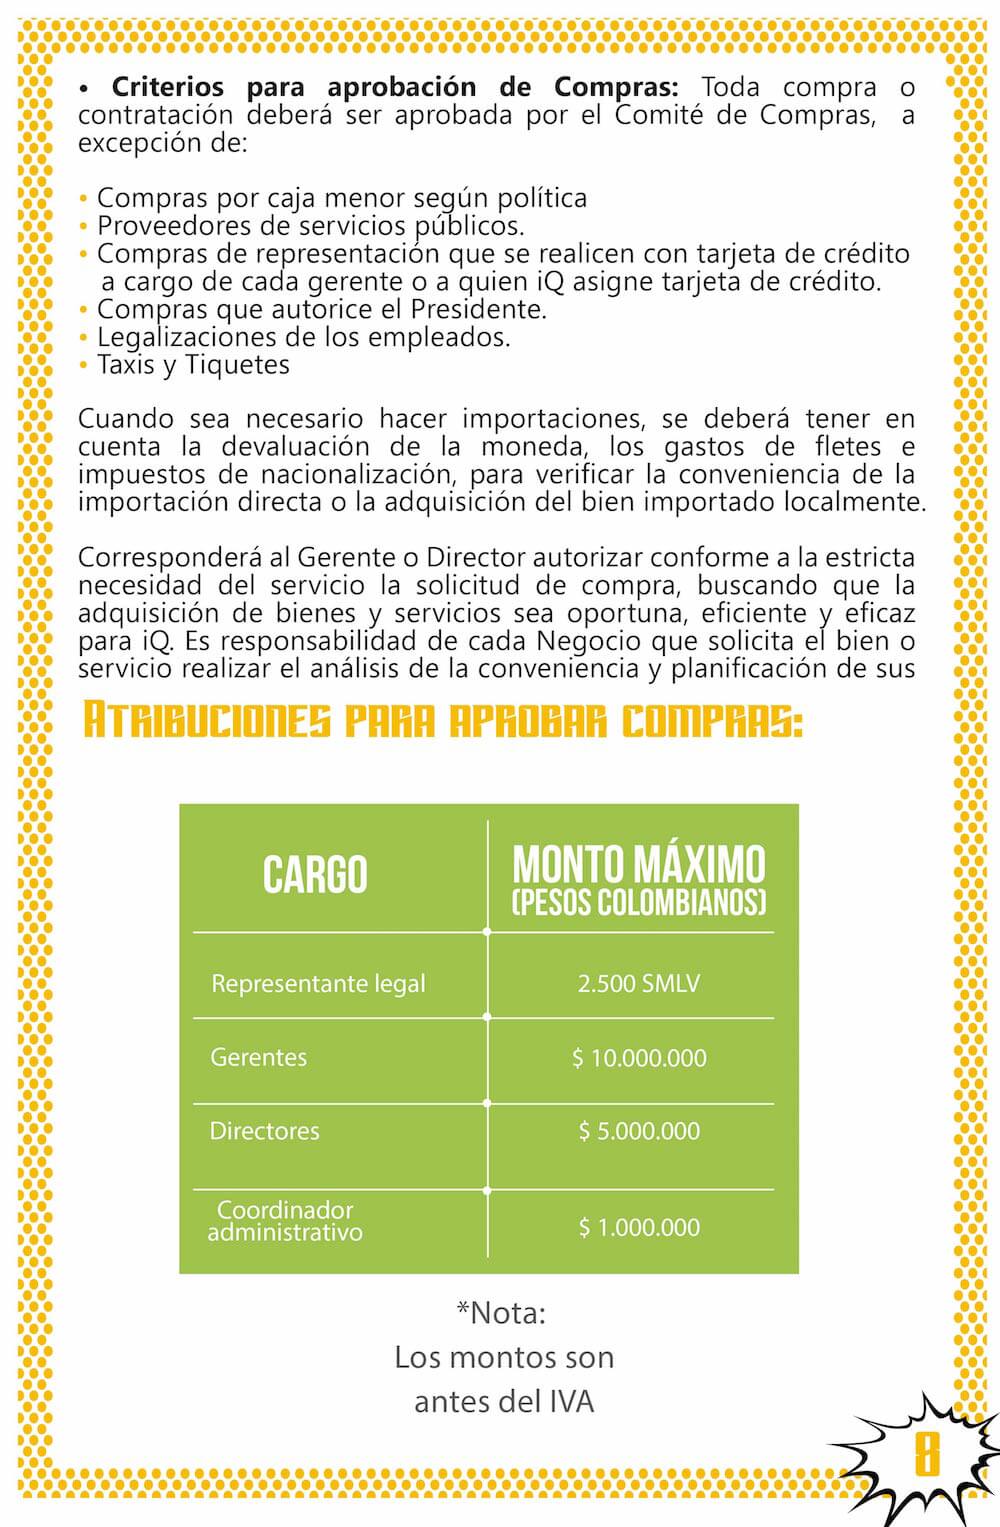 • Criterios para aprobación de Compras: Toda compra o
contratación deberá ser aprobada por el Comité de Compras, a
excepción de:
• Compras por caja menor según política
• Proveedores de servicios públicos.
• Compras de representación que se realicen con tarjeta de crédito
a cargo de cada gerente o a quien iQ asigne tarjeta de crédito.
• Compras que autorice el Presidente.
• Legalizaciones de los empleados.
• Taxis y Tiquetes
Cuando sea necesario hacer importaciones, se deberá tener en
cuenta la devaluación de la moneda, los gastos de fletes e
impuestos de nacionalización, para verificar la conveniencia de la
importación directa o la adquisición del bien importado localmente.
Corresponderá al Gerente o Director autorizar conforme a la estricta
necesidad del servicio la solicitud de compra, buscando que la
adquisición de bienes y servicios sea oportuna, eficiente y eficaz
para iQ. Es responsabilidad de cada Negocio que solicita el bien o
servicio realizar el análisis de la conveniencia y planificación de sus
Atribuciones para aprobar compras:
CARGO
MONTO MÁXIMO
(PESOS COLOMBIANOS)
Representante legal
2.500 SMLV
Gerentes
$ 10.000.000
Directores
$ 5.000.000
Coordinador
administrativo
$ 1.000.000
*Nota:
Los montos son
antes del IVA
8